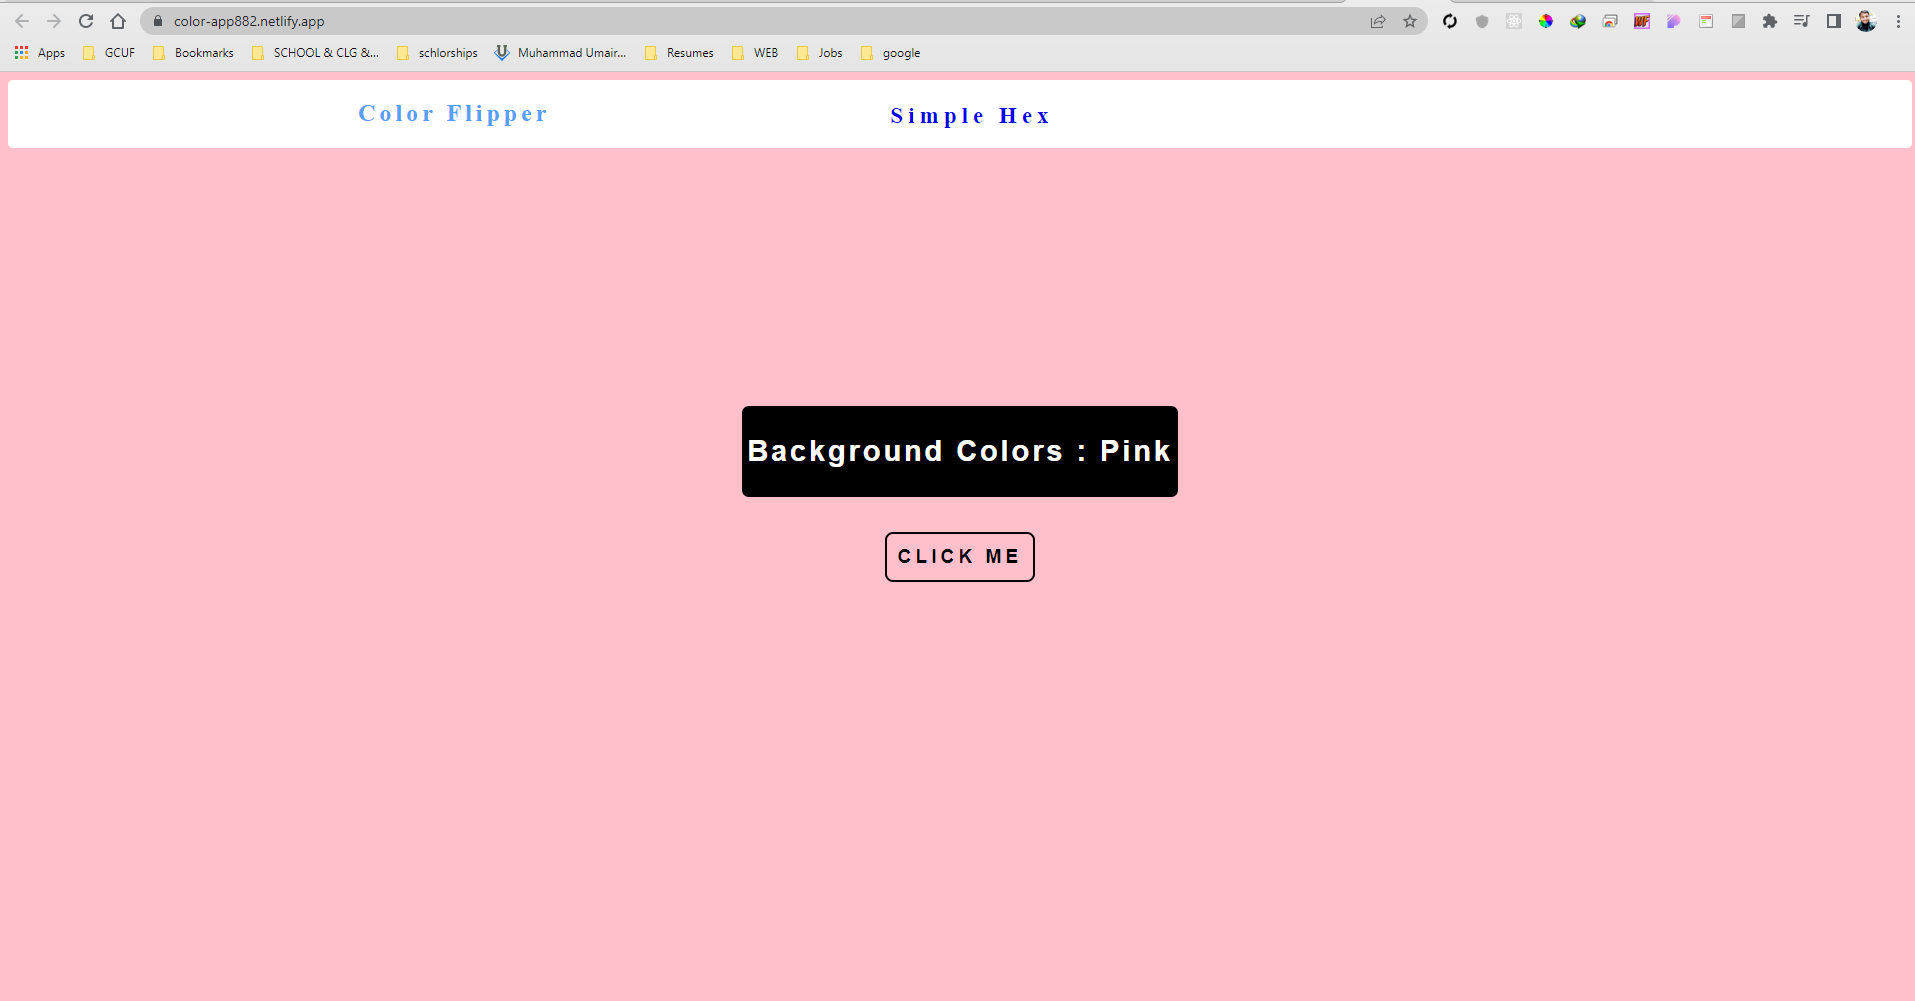 color-app882.netlify.app
Apps GCUF Bookmarks SCHOOL & CLG &... schlorships Muhammad Umair... Resumes WEB Jobs google
Color Flipper Simple Hex
Background Colors : Pink
CLICK ME